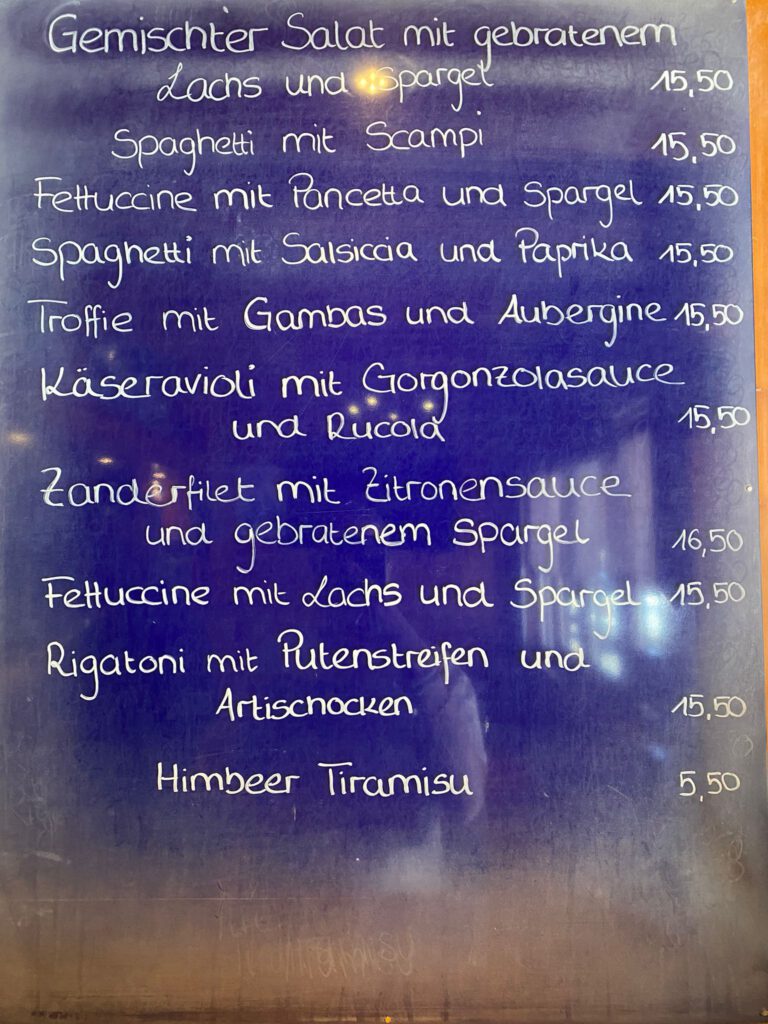 Gemischter Salat mit gebratenem
Lachs und Spargel 15,50
Spaghetti mit Scampi 15,50
Fettuccine mit Pancetta und Spargel 15,50
Spaghetti mit Salsiccia und Paprika 15,50
Troffie mit Gambas und Aubergine 15,50
Käseravioli mit Gorgonzolasauce
und Rucola 15,50
Zanderfilet mit Zitronensauce
und gebratenem Spargel 16,50
Fettuccine mit Lachs und Spargel 15,50
Rigatoni mit Putenstreifen und
Artischocken 15,50
Himbeer Tiramisu 5,50